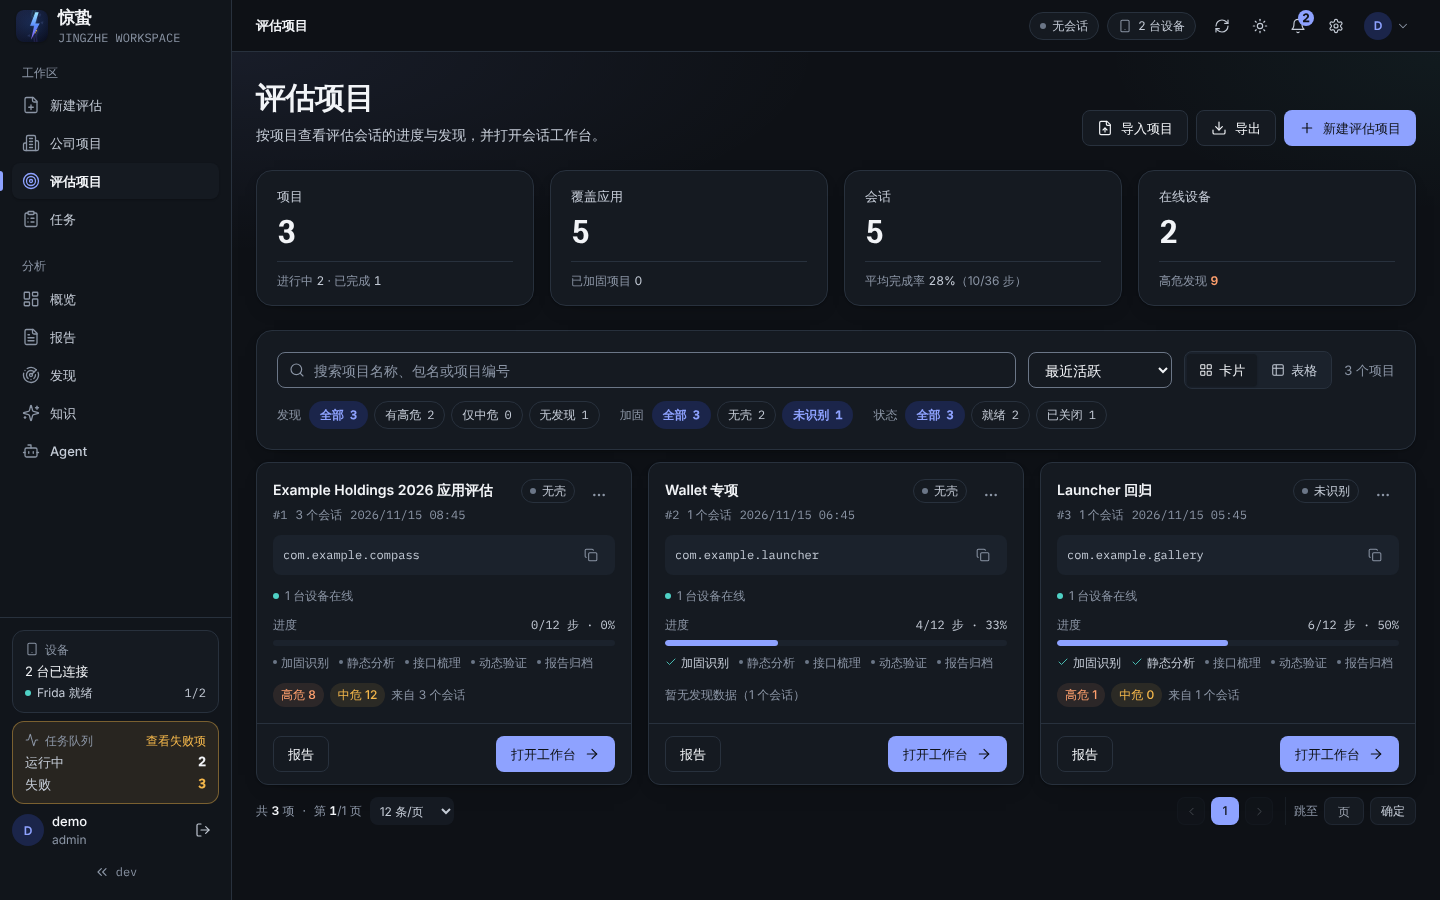 惊蛰
JINGZHE WORKSPACE
工作区
新建评估
公司项目
评估项目
任务
分析
概览
报告
发现
知识
Agent
设备
2 台已连接
Frida 就绪 1/2
任务队列 查看失败项
运行中 2
失败 3
D demo
admin
dev
评估项目
无会话 2 台设备 2 D
评估项目
按项目查看评估会话的进度与发现，并打开会话工作台。
导入项目 导出 新建评估项目
项目
3
进行中 2 · 已完成 1
覆盖应用
5
已加固项目 0
会话
5
平均完成率 28%（10/36 步）
在线设备
2
高危发现 9
搜索项目名称、包名或项目编号 最近活跃 卡片 表格 3 个项目
发现 全部 3 有高危 2 仅中危 0 无发现 1 加固 全部 3 无壳 2 未识别 1 状态 全部 3 就绪 2 已关闭 1
Example Holdings 2026 应用评估 无壳 ...
#1 3 个会话 2026/11/15 08:45
com.example.compass
1 台设备在线
进度 0/12 步 · 0%
加固识别 静态分析 接口梳理 动态验证 报告归档
高危 8 中危 12 来自 3 个会话
报告 打开工作台
Wallet 专项 无壳 ...
#2 1 个会话 2026/11/15 06:45
com.example.launcher
1 台设备在线
进度 4/12 步 · 33%
加固识别 静态分析 接口梳理 动态验证 报告归档
暂无发现数据（1 个会话）
报告 打开工作台
Launcher 回归 未识别 ...
#3 1 个会话 2026/11/15 05:45
com.example.gallery
1 台设备在线
进度 6/12 步 · 50%
加固识别 静态分析 接口梳理 动态验证 报告归档
高危 1 中危 0 来自 1 个会话
报告 打开工作台
共 3 项 · 第 1/1 页 12 条/页 1 跳至 页 确定